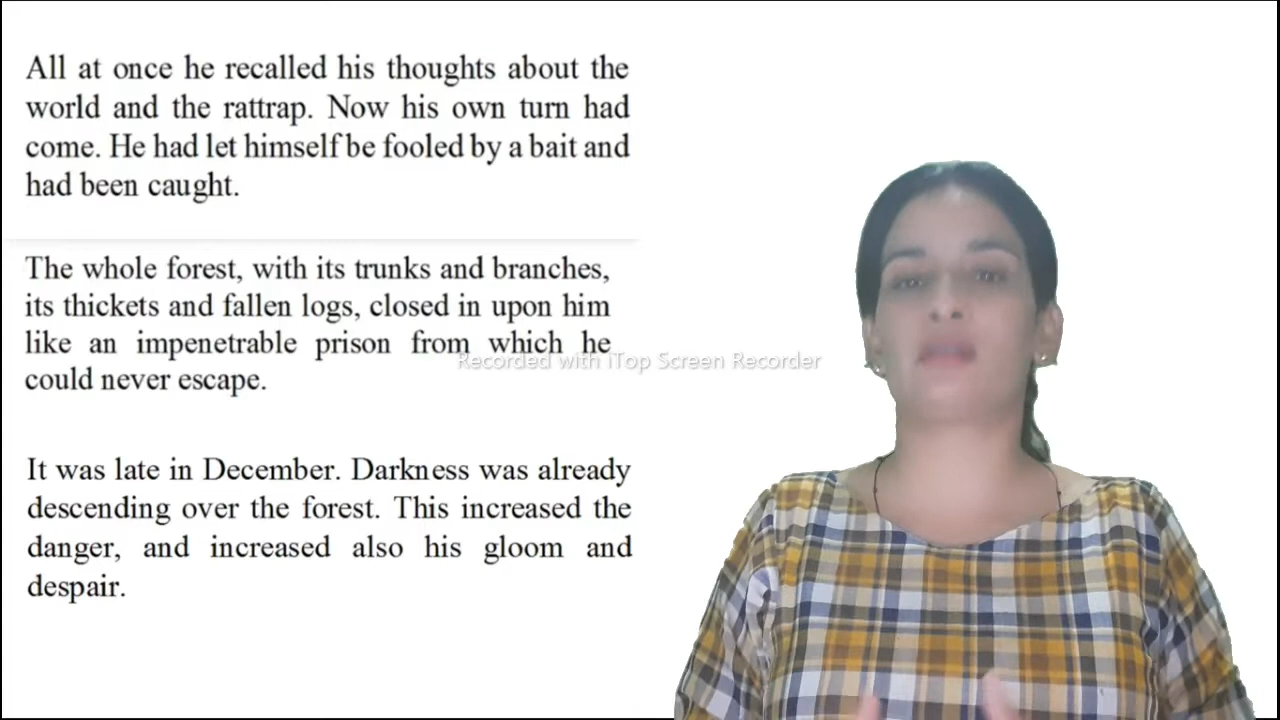 All at once he recalled his thoughts about the
world and the rattrap. Now his own turn had
come. He had let himself be fooled by a bait and
had been caught.
The whole forest, with its trunks and branches,
its thickets and fallen logs, closed in upon him
like an impenetrable prison from which he
Recorded with iTop Screen Recorder
could never escape.
It was late in December. Darkness was already
descending over the forest. This increased the
danger, and increased also his gloom and
despair.